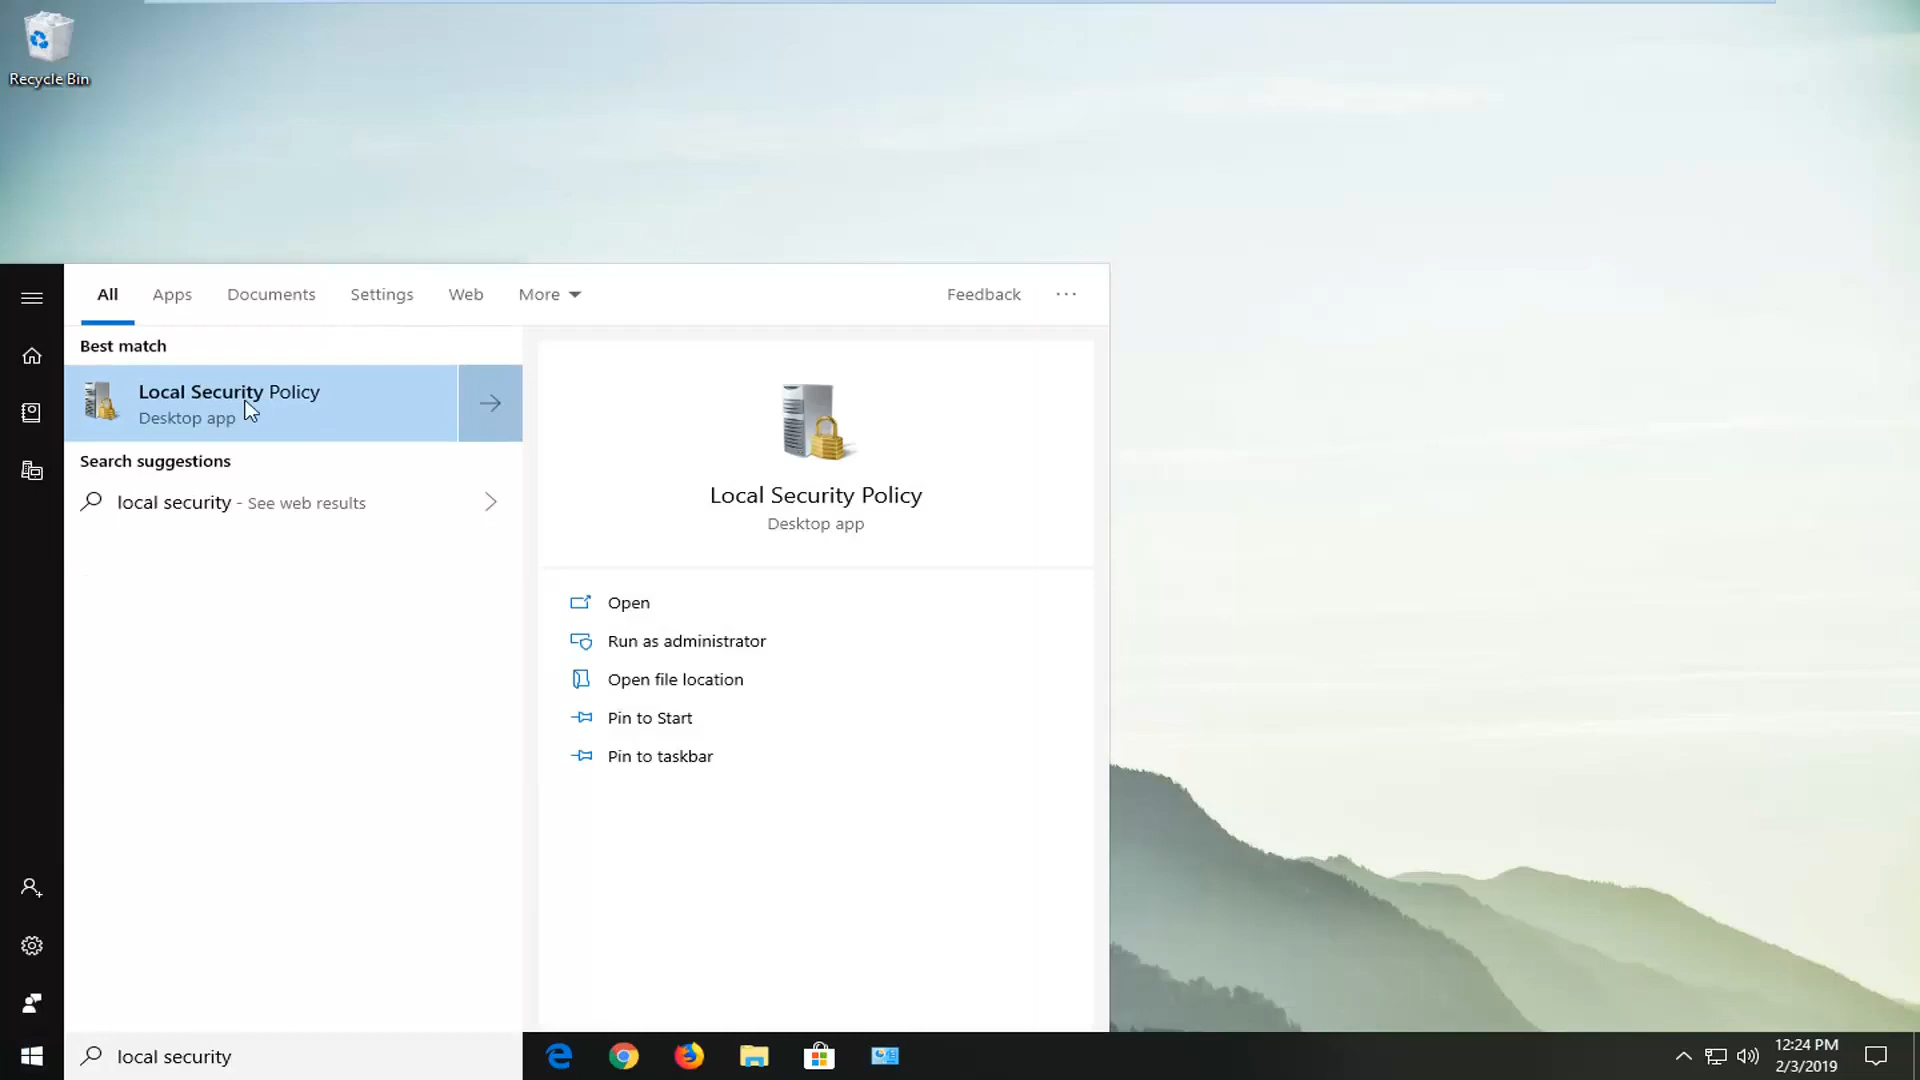 Recycle Bin
All
Apps
Documents
Settings
Web
More
Feedback
Best match
Local Security Policy
Desktop app
Search suggestions
local security - See web results
Local Security Policy
Desktop app
Open
Run as administrator
Open file location
Pin to Start
Pin to taskbar
local security
12:24 PM
2/3/2019